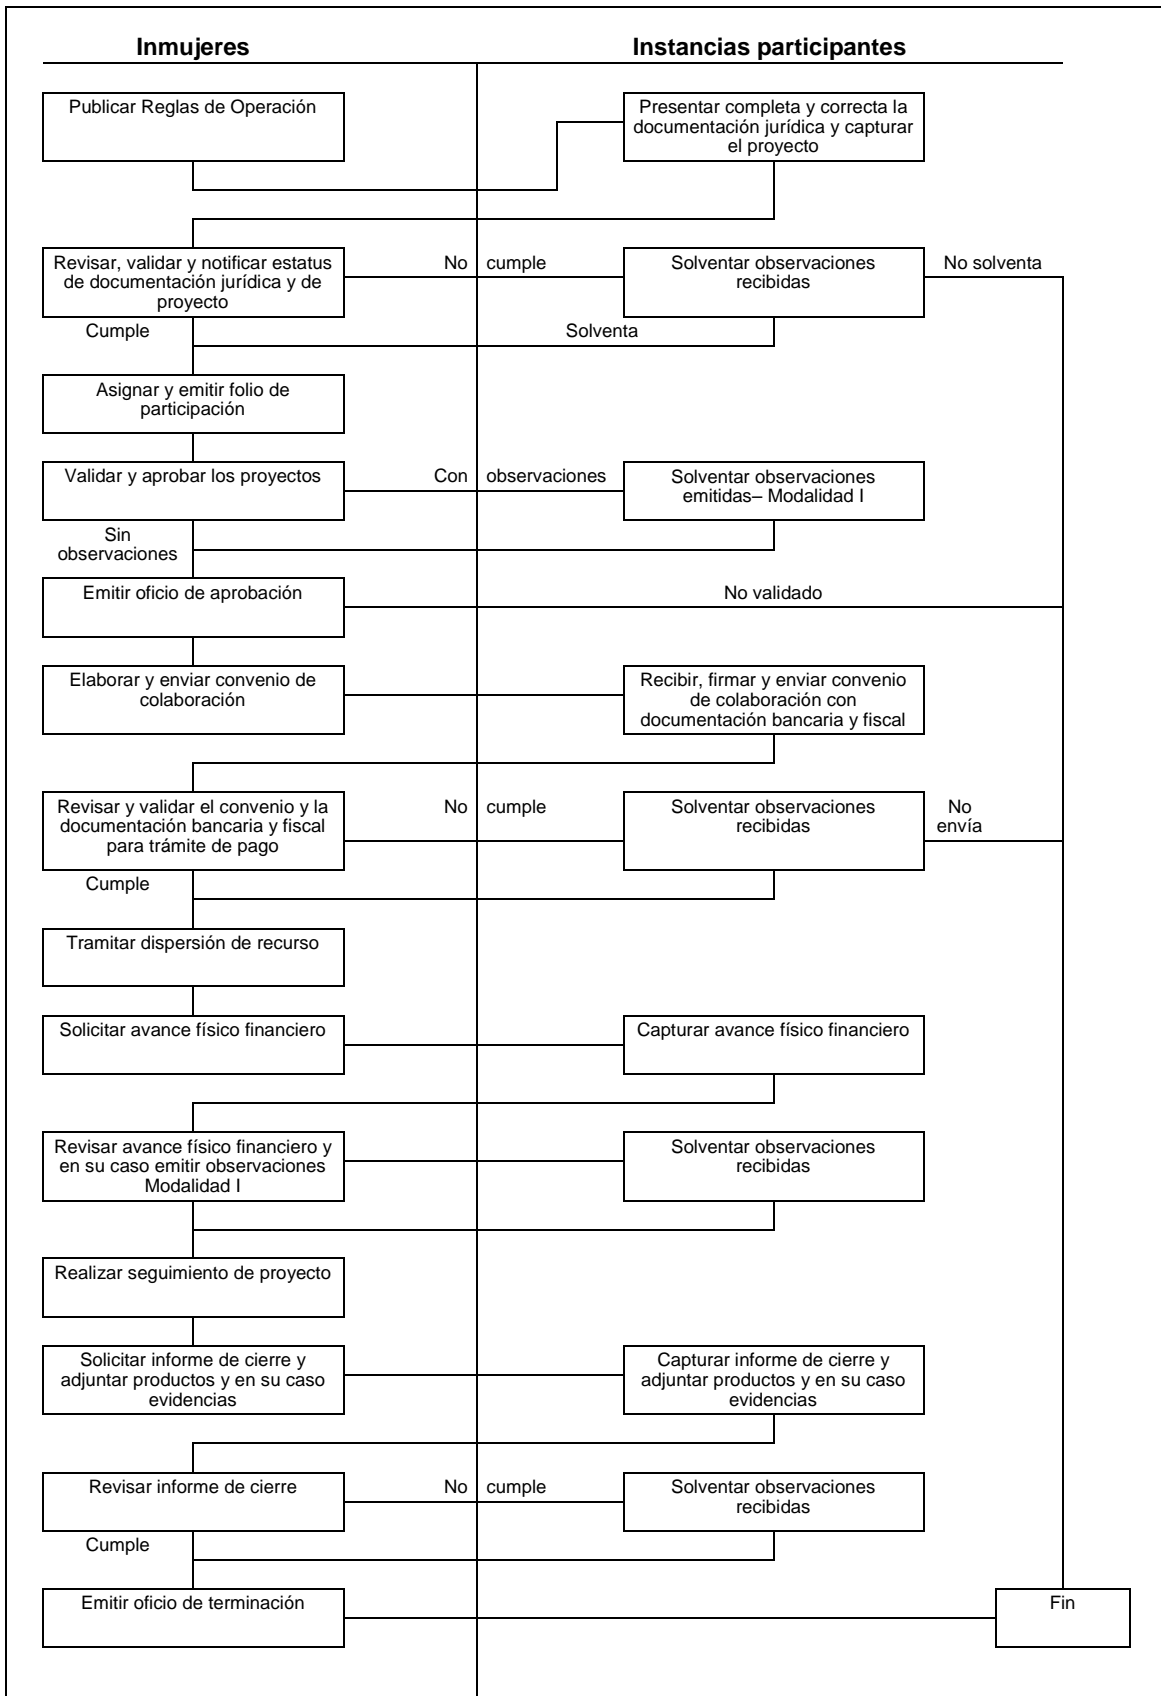 Inmujeres
Instancias participantes
Publicar Reglas de Operación
Presentar completa y correcta la
documentación jurídica y capturar
el proyecto
Revisar, validar y notificar estatus
de documentación jurídica y de
proyecto
No cumple
Solventar observaciones
recibidas
No solventa
Cumple
Solventa
Asignar y emitir folio de
participación
Validar y aprobar los proyectos
Con observaciones
Solventar observaciones
emitidas– Modalidad I
Sin
observaciones
Emitir oficio de aprobación
No validado
Elaborar y enviar convenio de
colaboración
Recibir, firmar y enviar convenio
de colaboración con
documentación bancaria y fiscal
Revisar y validar el convenio y la
documentación bancaria y fiscal
para trámite de pago
No cumple
Solventar observaciones
recibidas
No
envía
Cumple
Tramitar dispersión de recurso
Solicitar avance físico financiero
Capturar avance físico financiero
Revisar avance físico financiero y
en su caso emitir observaciones
Modalidad I
Solventar observaciones
recibidas
Realizar seguimiento de proyecto
Solicitar informe de cierre y
adjuntar productos y en su caso
evidencias
Capturar informe de cierre y
adjuntar productos y en su caso
evidencias
Revisar informe de cierre
No cumple
Solventar observaciones
recibidas
Cumple
Emitir oficio de terminación
Fin